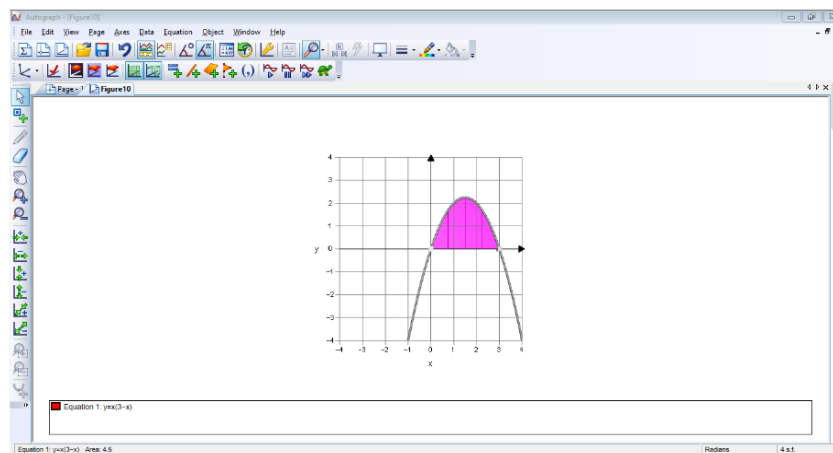 Autograph - [Figure10]
File Edit View Page Axes Data Equation Object Window Help
Page - 1 Figure10
4
3
2
1
y 0
-1
-2
-3
-4
-4 -3 -2 -1 0 1 2 3 4
x
Equation 1: y=x(3-x)
Equation 1: y=x(3-x) Area: 4.5 Radians 4 s.f.